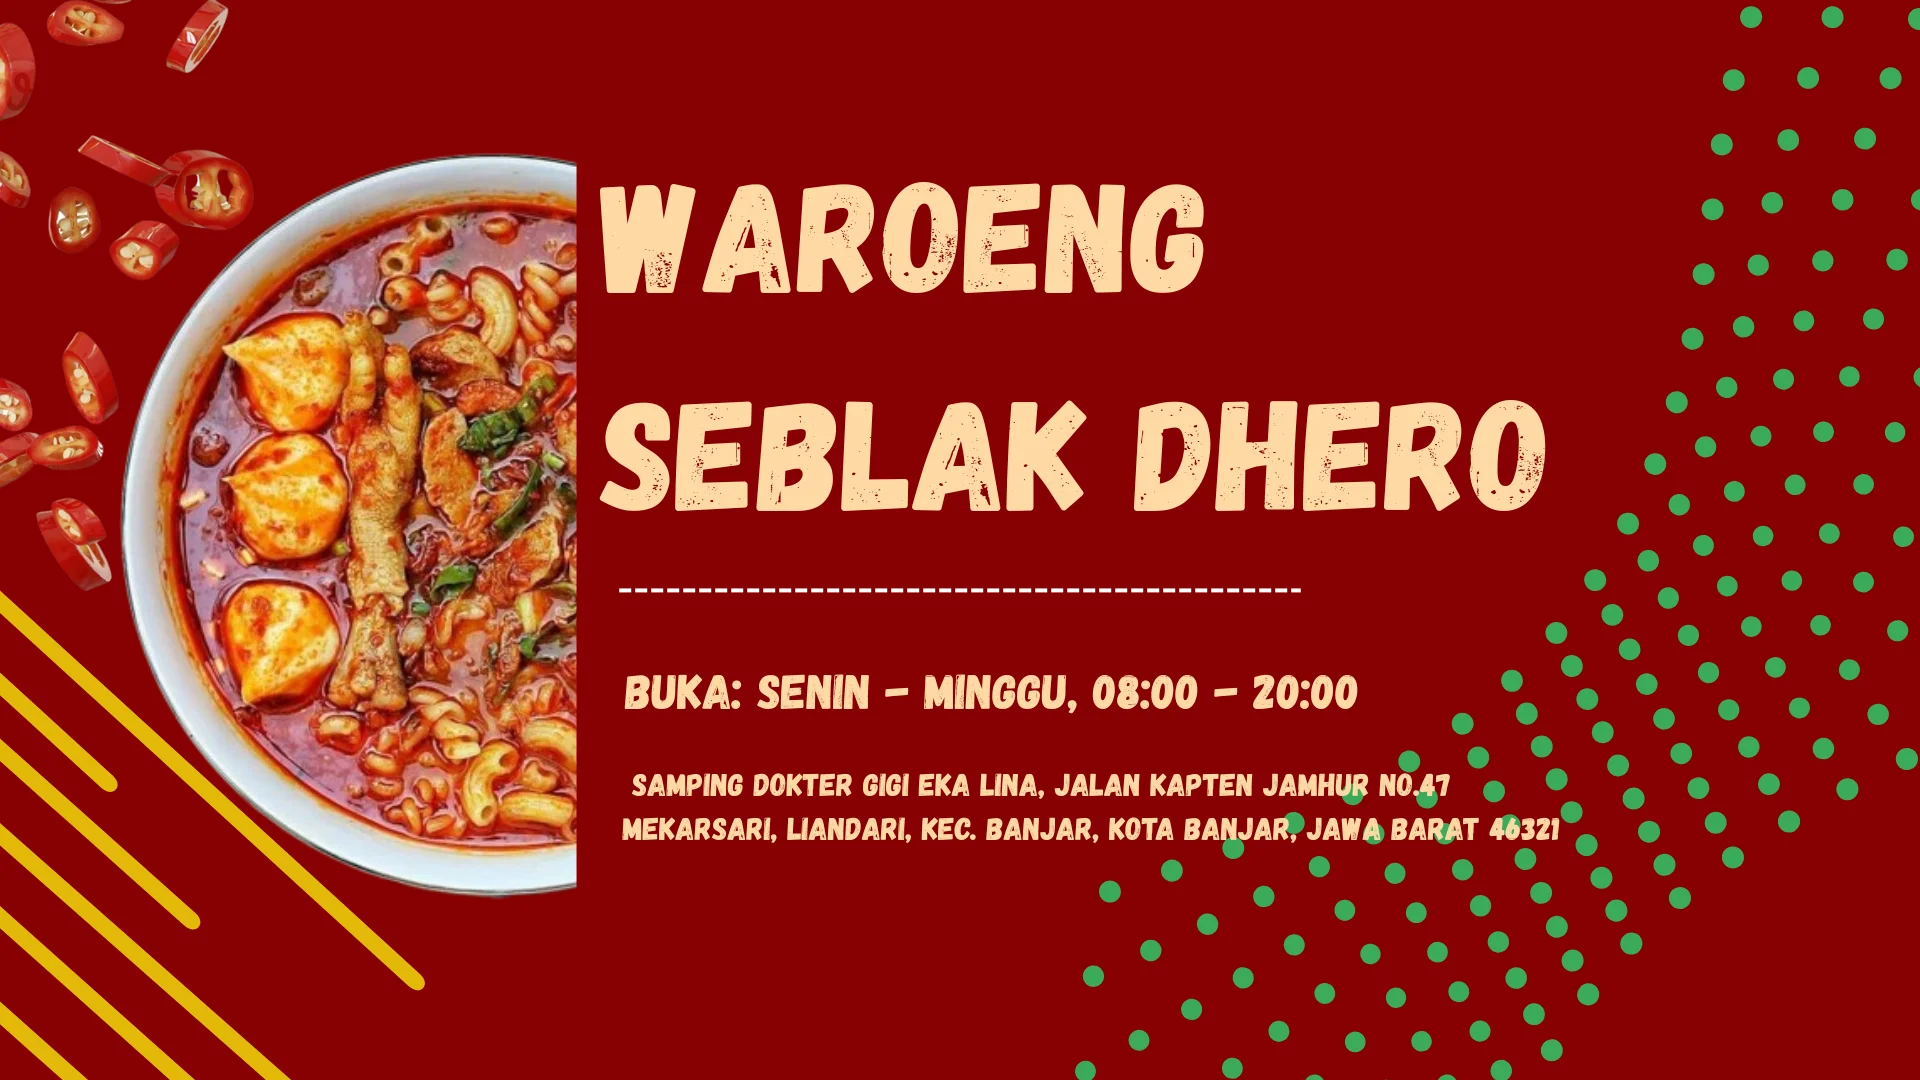 WAROENG
SEBLAK DHERO
BUKA: SENIN - MINGGU, 08:00 - 20:00
SAMPING DOKTER GIGI EKA LINA, JALAN KAPTEN JAMHUR NO.47
MEKARSARI, LIANDARI, KEC. BANJAR, KOTA BANJAR, JAWA BARAT 46321